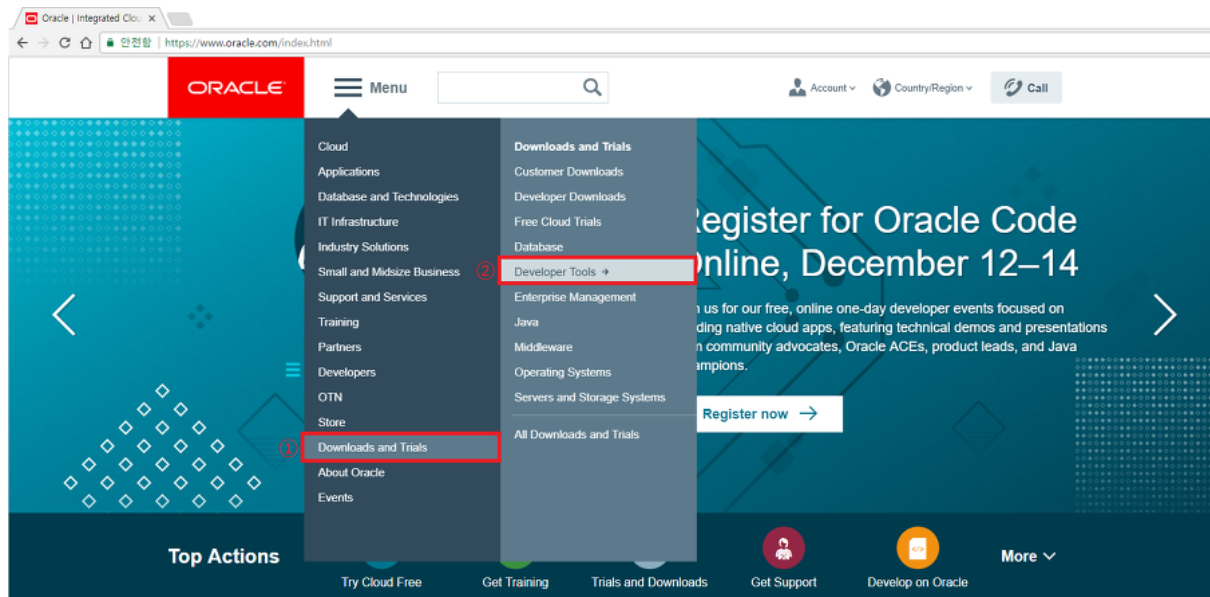 Oracle | Integrated Clou
안전함 | https://www.oracle.com/index.html
ORACLE
Menu
Account
Country/Region
Call
Cloud
Applications
Database and Technologies
IT Infrastructure
Industry Solutions
Small and Midsize Business
Support and Services
Training
Partners
Developers
OTN
Store
① Downloads and Trials
About Oracle
Events
Downloads and Trials
Customer Downloads
Developer Downloads
Free Cloud Trials
Database
② Developer Tools →
Enterprise Management
Java
Middleware
Operating Systems
Servers and Storage Systems
All Downloads and Trials
egister for Oracle Code
nline, December 12–14
us for our free, online one-day developer events focused on
ding native cloud apps, featuring technical demos and presentations
community advocates, Oracle ACEs, product leads, and Java
mpions.
Register now →
Top Actions
Try Cloud Free
Get Training
Trials and Downloads
Get Support
Develop on Oracle
More